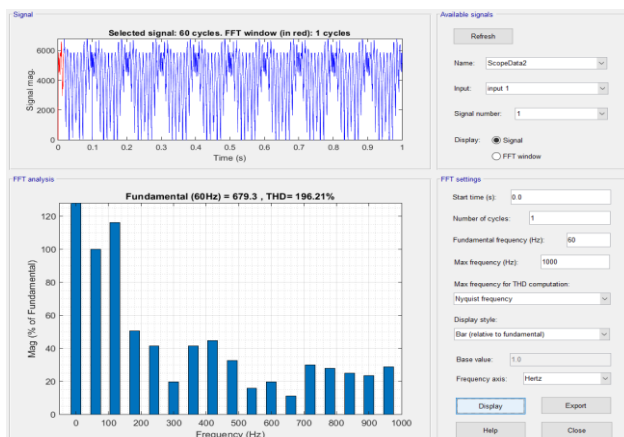 Signal
Selected signal: 60 cycles. FFT window (in red): 1 cycles
6000
4000
2000
0
Signal mag.
0 0.1 0.2 0.3 0.4 0.5 0.6 0.7 0.8 0.9 1
Time (s)
Available signals
Refresh
Name: ScopeData2
Input: input 1
Signal number: 1
Display: Signal
FFT window
FFT analysis
Fundamental (60Hz) = 679.3 , THD= 196.21%
120
100
80
60
40
20
0
Mag (% of Fundamental)
0 100 200 300 400 500 600 700 800 900 1000
Frequency (Hz)
FFT settings
Start time (s): 0.0
Number of cycles: 1
Fundamental frequency (Hz): 60
Max frequency (Hz): 1000
Max frequency for THD computation:
Nyquist frequency
Display style:
Bar (relative to fundamental)
Base value: 1.0
Frequency axis: Hertz
Display Export
Help Close